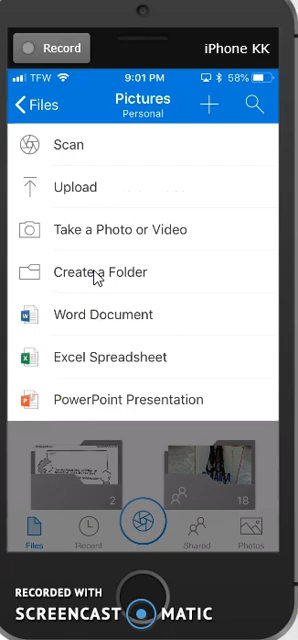 Record
iPhone KK
TFW
9:01 PM
58%
Files
Pictures
Personal
Scan
Upload
Take a Photo or Video
Create a Folder
Word Document
Excel Spreadsheet
PowerPoint Presentation
2
18
Files
Recent
Shared
Photos
RECORDED WITH
SCREENCAST MATIC